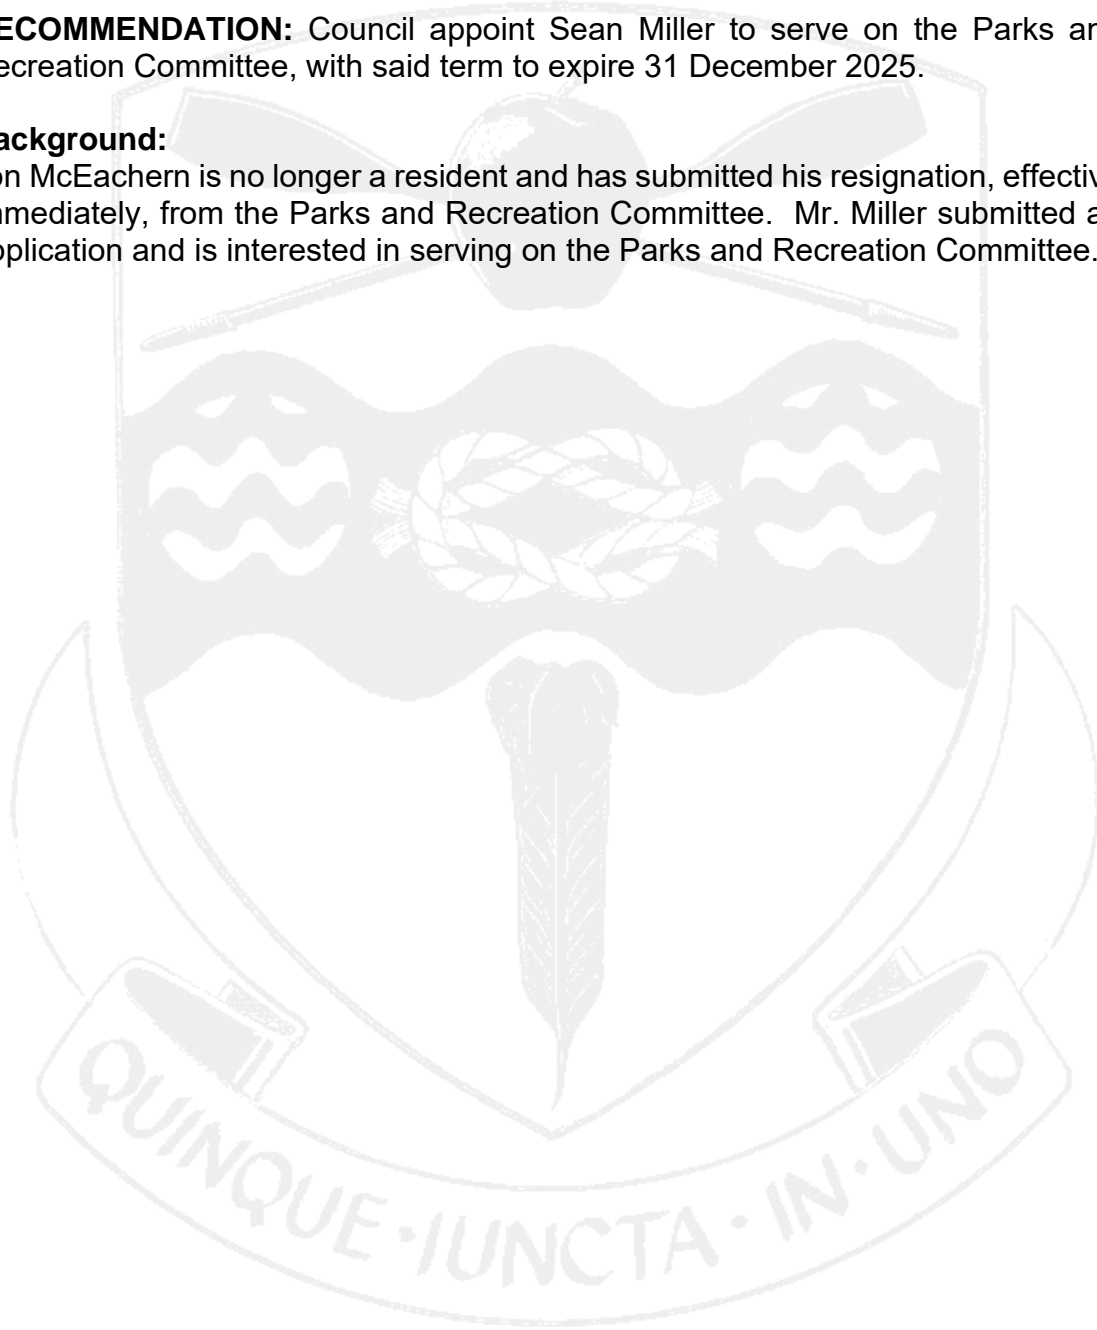 ECOMMENDATION: Council appoint Sean Miller to serve on the Parks an
ecreation Committee, with said term to expire 31 December 2025.
ackground:
on McEachern is no longer a resident and has submitted his resignation, effectiv
mmediately, from the Parks and Recreation Committee. Mr. Miller submitted a
pplication and is interested in serving on the Parks and Recreation Committee.
QUINQUE·IUNCTA·IN·UNO